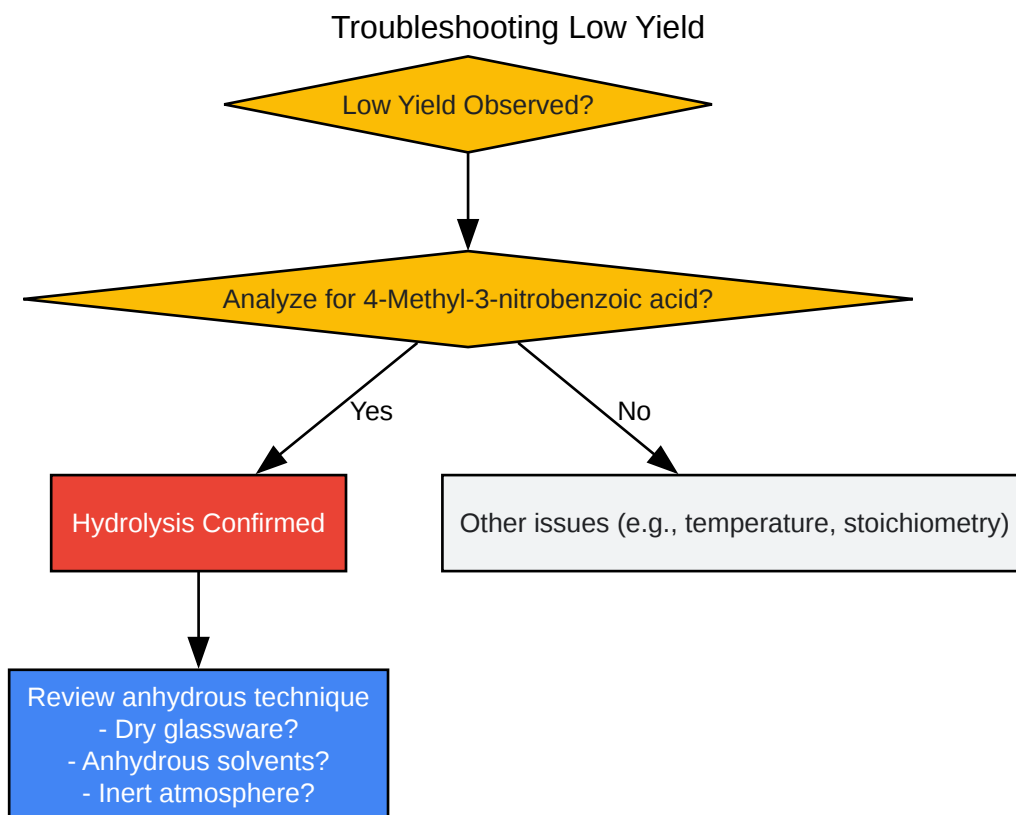 Troubleshooting Low Yield
Low Yield Observed?
Analyze for 4-Methyl-3-nitrobenzoic acid?
Yes
No
Hydrolysis Confirmed
Other issues (e.g., temperature, stoichiometry)
Review anhydrous technique
- Dry glassware?
- Anhydrous solvents?
- Inert atmosphere?